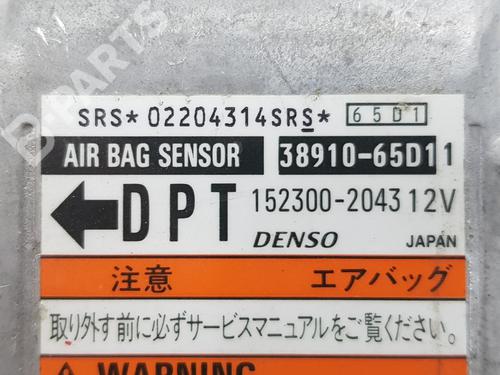 SRS* 02204314SRS* 65D1
AIR BAG SENSOR 38910-65D11
DPT 152300-2043 12V
DENSO JAPAN
注意 エアバッグ
取り外す前に必ずサービスマニュアルをご覧ください。
WARNING
B-PARTS